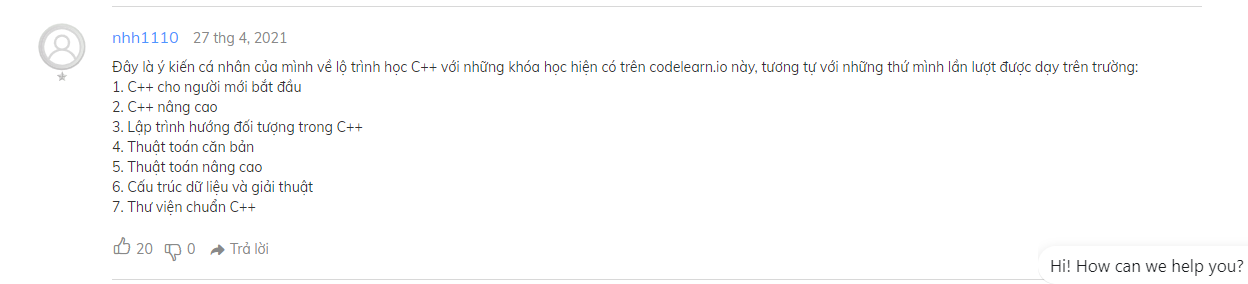 nhh1110 27 thg 4, 2021
Đây là ý kiến cá nhân của mình về lộ trình học C++ với những khóa học hiện có trên codelearn.io này, tương tự với những thứ mình lần lượt được dạy trên trường:
1. C++ cho người mới bắt đầu
2. C++ nâng cao
3. Lập trình hướng đối tượng trong C++
4. Thuật toán căn bản
5. Thuật toán nâng cao
6. Cấu trúc dữ liệu và giải thuật
7. Thư viện chuẩn C++
20 0 Trả lời
Hi! How can we help you?